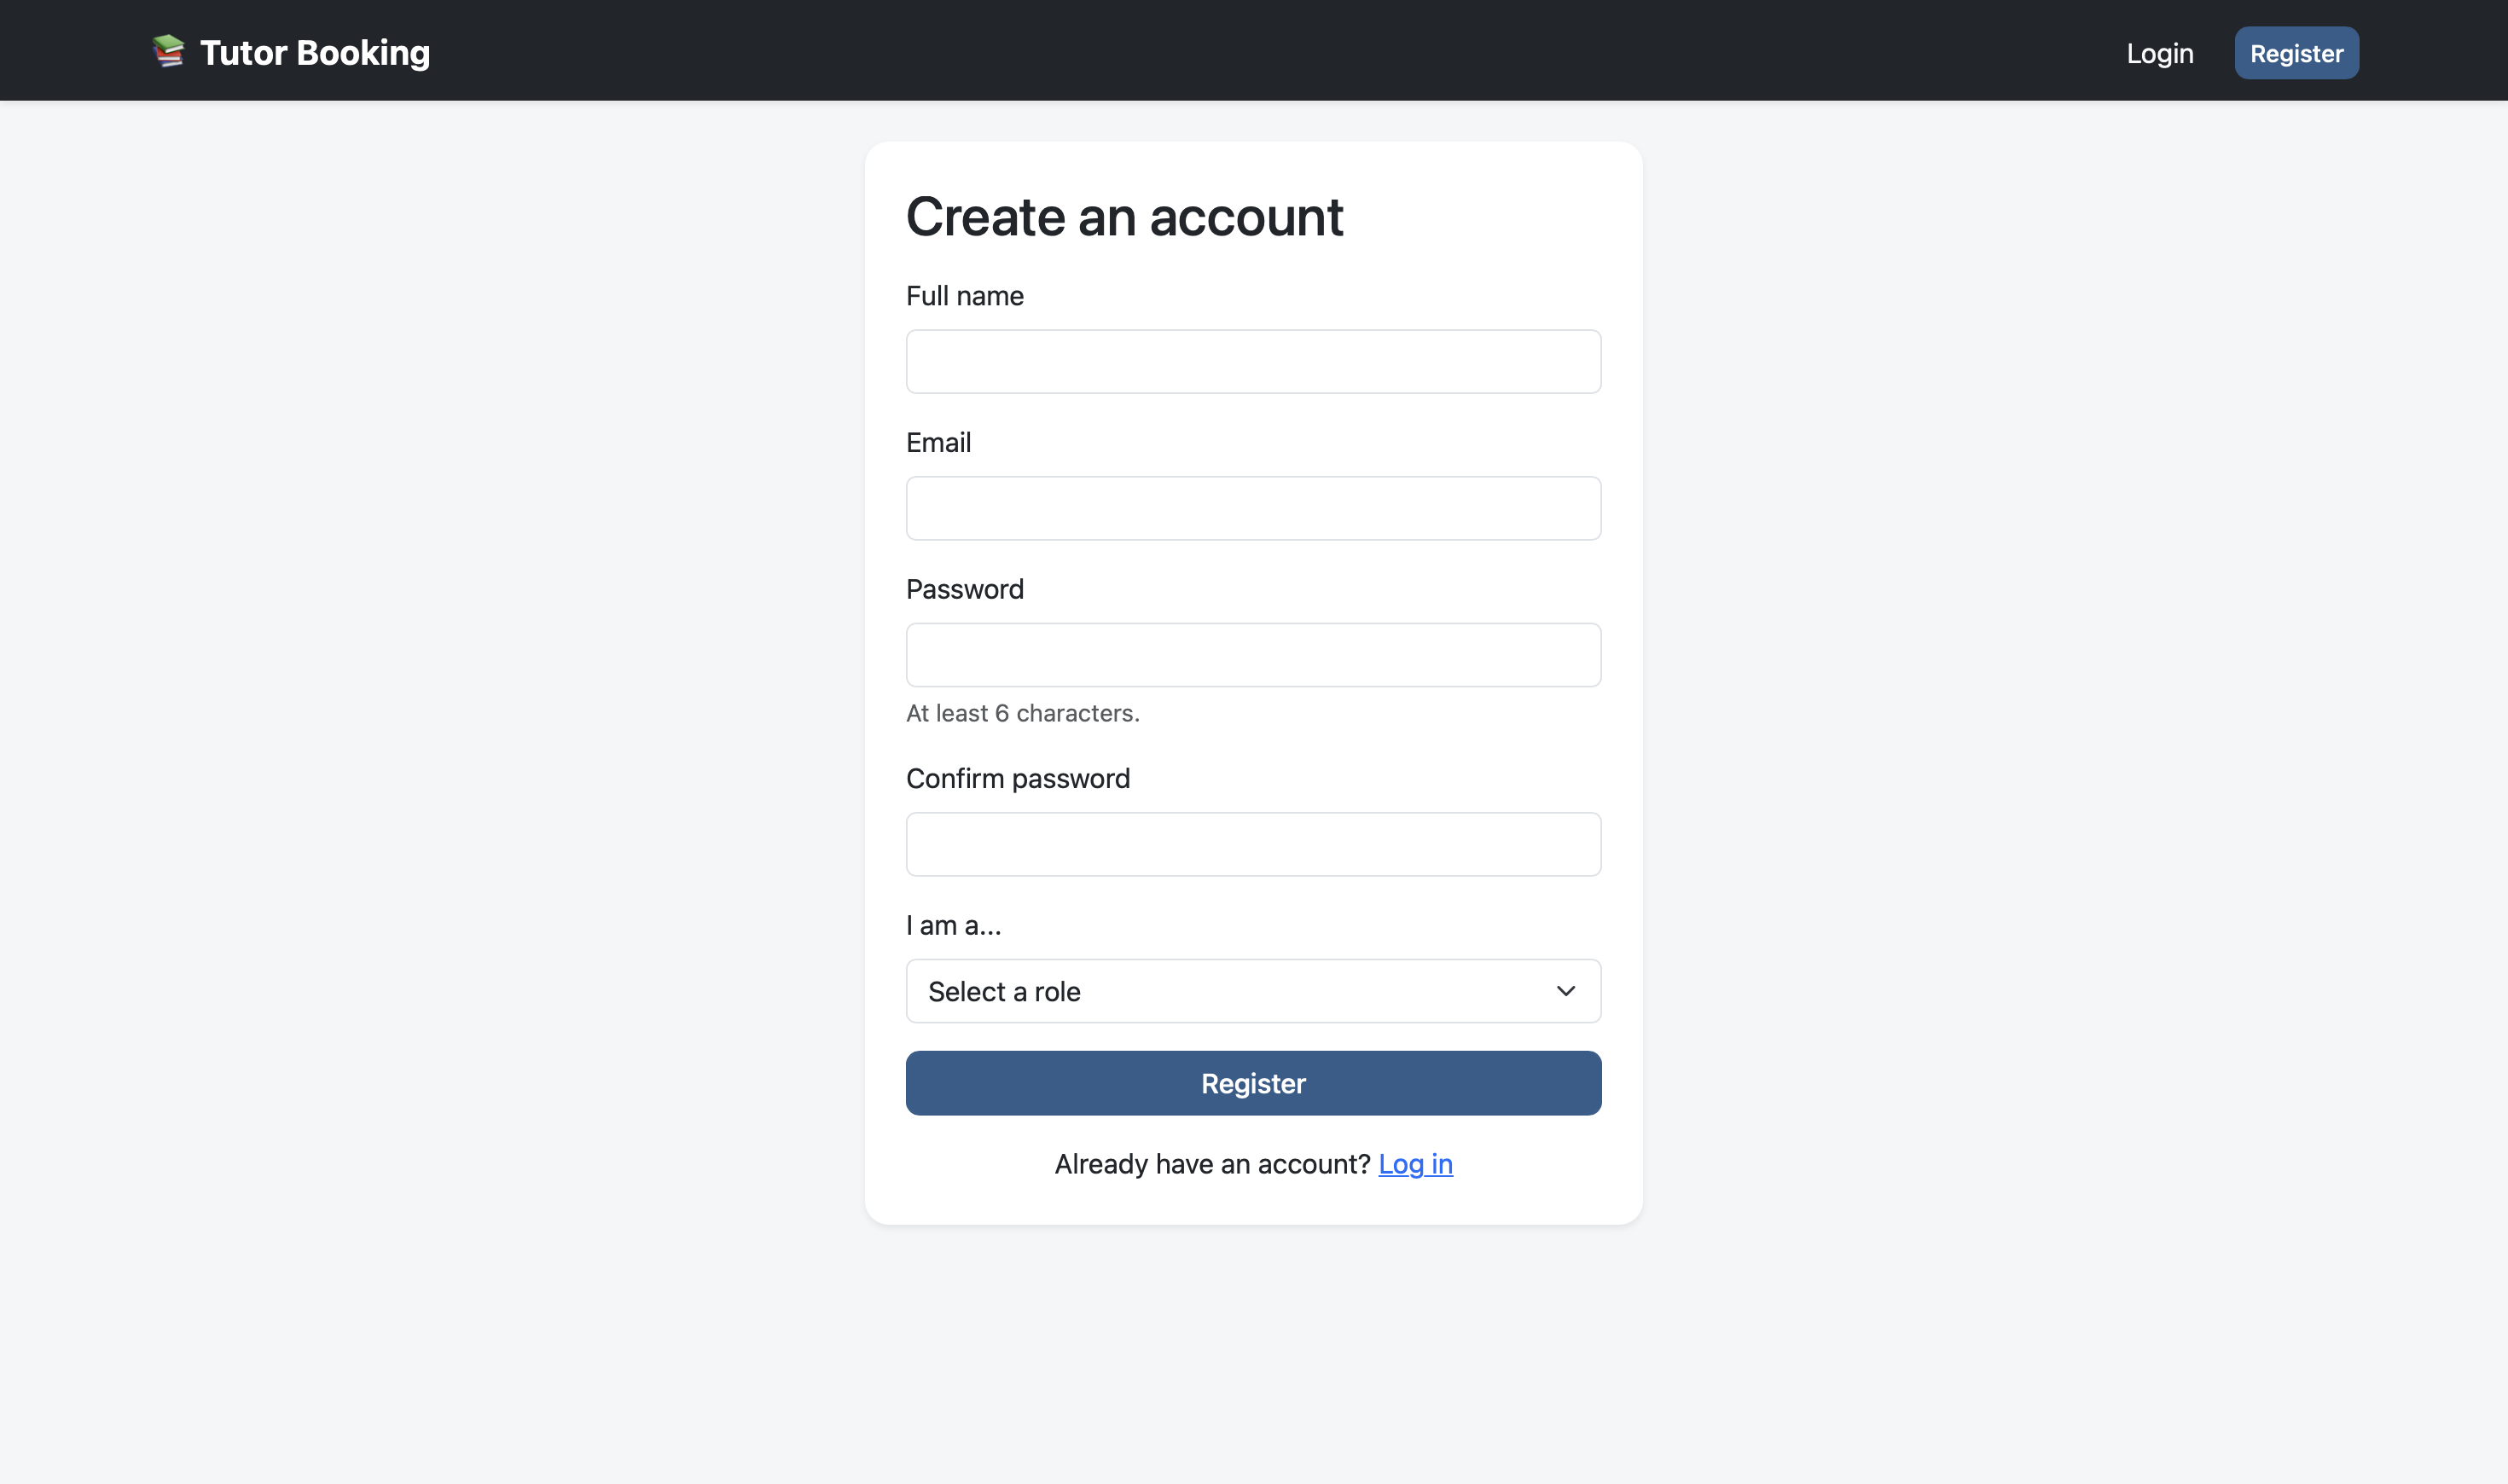 Tutor Booking
Login
Register
Create an account
Full name
Email
Password
At least 6 characters.
Confirm password
I am a...
Select a role
Register
Already have an account? Log in